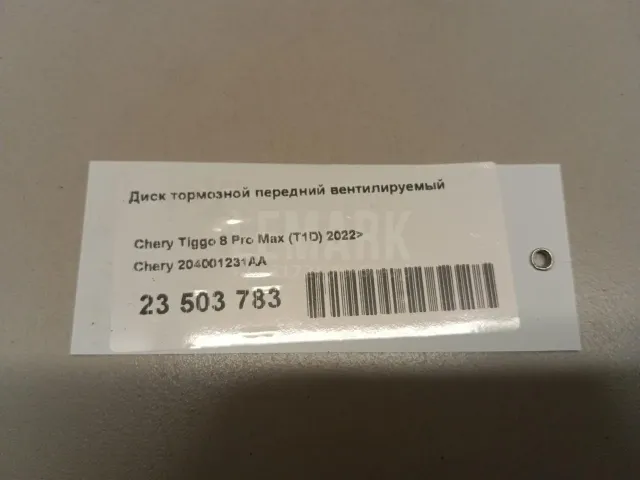 Диск тормозной передний вентилируемый
Chery Tiggo 8 Pro Max (T1D) 2022>
Chery 204001231AA
23 503 783